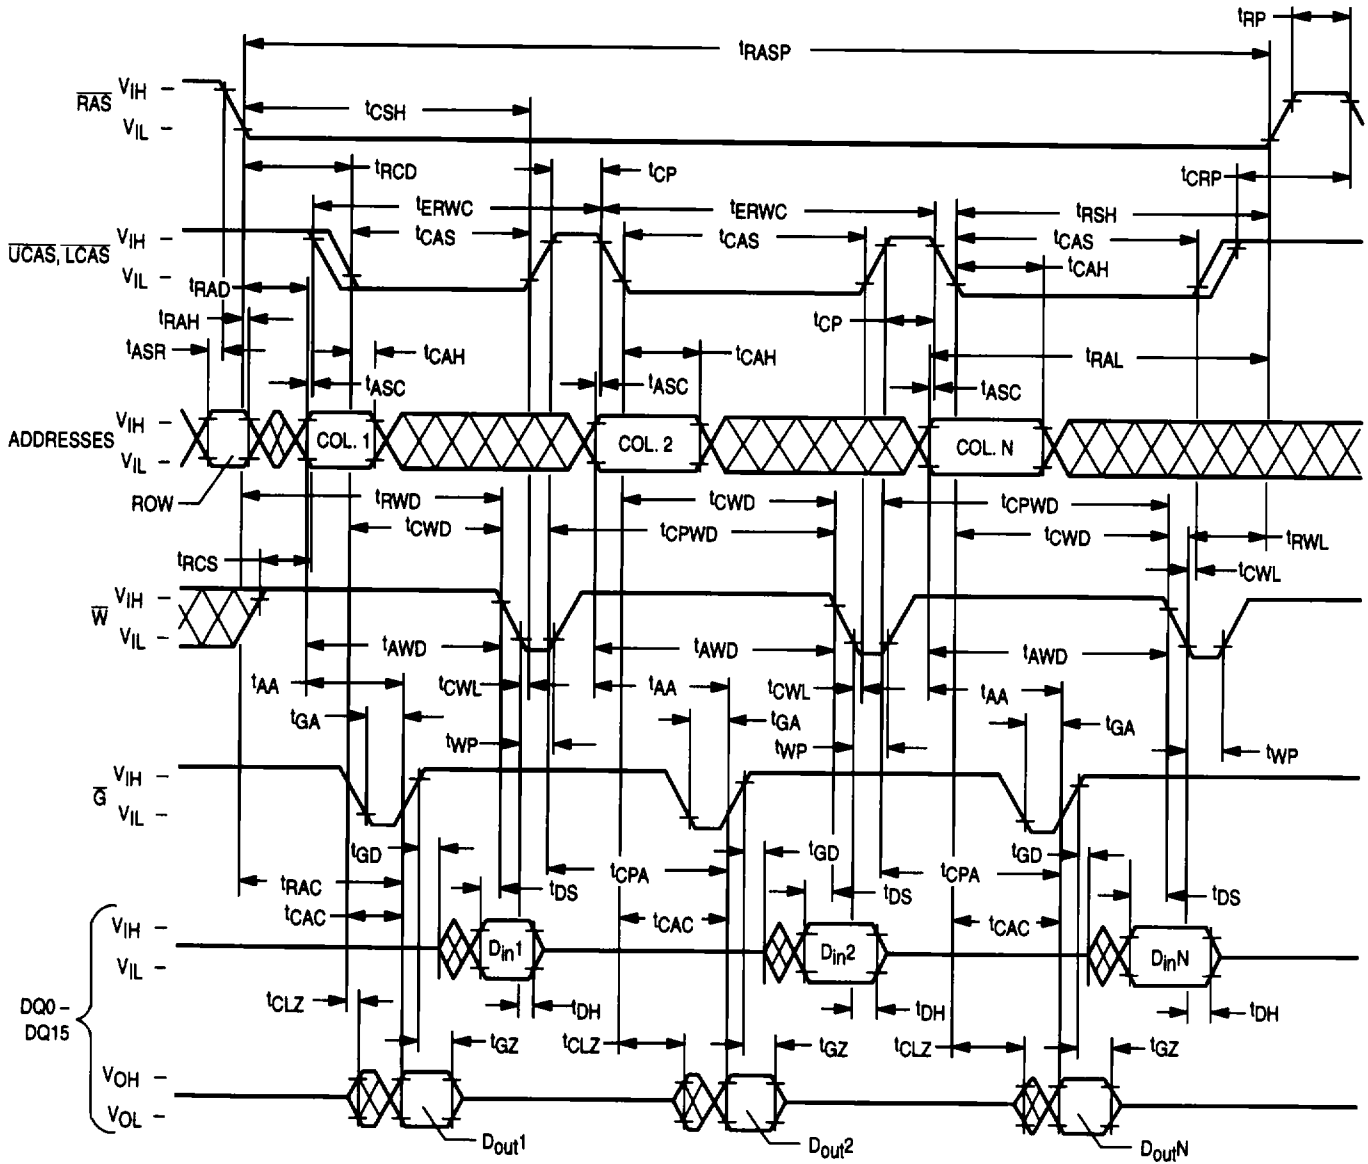 tRP
tRASP
RAS VIH
VIL
tCSH
tRCD tCP tCRP
tERWC tERWC tRSH
UCAS, LCAS VIH
VIL
tCAS tCAS tCAS
tCAH
tRAD
tRAH
tASR
tCP
tCAH tCAH tRAL
tASC tASC tASC
ADDRESSES VIH
VIL
COL. 1 COL. 2 COL. N
ROW
tRWD tCWD tCPWD
tCWD tCPWD tCWD tRWL
tRCS tCWL
W VIH
VIL
tAWD tAWD tAWD
tAA tCWL tAA tCWL tAA
tGA tGA tGA
tWP tWP tWP
G VIH
VIL
tGD tGD tGD
tRAC tDS tCPA tDS tCPA tDS
tCAC tCAC tCAC
VIH
VIL
Din1 Din2 DinN
DQ0 –
DQ15
tCLZ tDH tDH tDH
tGZ tCLZ tGZ tCLZ tGZ
VOH
VOL
Dout1 Dout2 DoutN